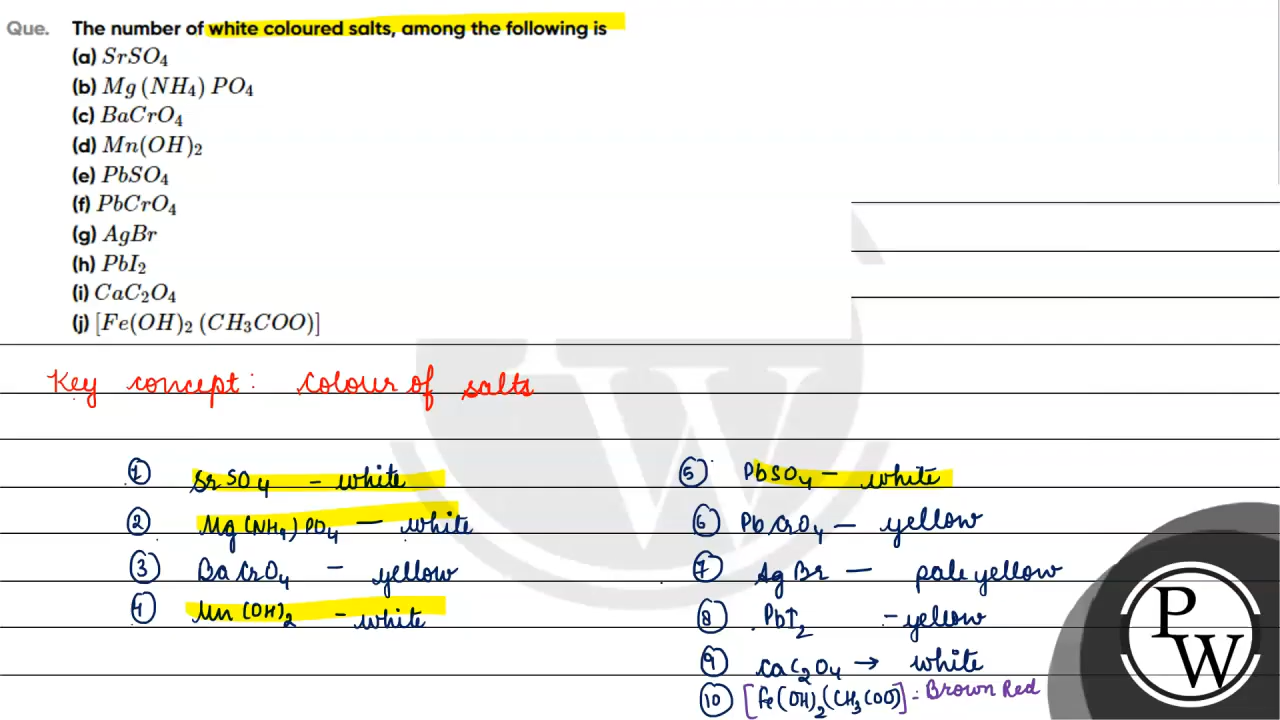 Que. The number of white coloured salts, among the following is
(a) SrSO₄
(b) Mg (NH₄) PO₄
(c) BaCrO₄
(d) Mn(OH)₂
(e) PbSO₄
(f) PbCrO₄
(g) AgBr
(h) PbI₂
(i) CaC₂O₄
(j) [Fe(OH)₂ (CH₃COO)]
Key concept: Colour of salts
① SrSO₄ - white
② Mg(NH₄)PO₄ — white
③ BaCrO₄ - yellow
④ Mn(OH)₂ - white
⑤ PbSO₄ - white
⑥ PbCrO₄ - yellow
⑦ AgBr — pale yellow
⑧ PbI₂ - yellow
⑨ CaC₂O₄ → white
⑩ [Fe(OH)₂(CH₃COO)] - Brown Red
P
W